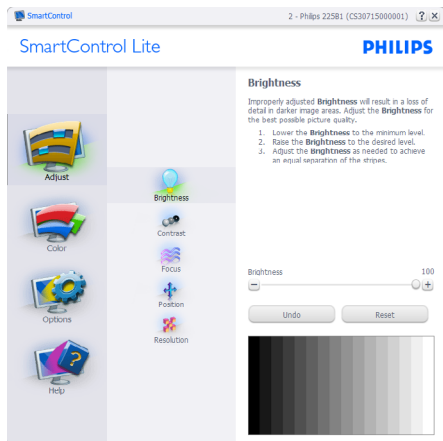 SmartControl
2 - Philips 225B1 (CS30715000001)
SmartControl Lite
PHILIPS
Adjust
Color
Options
Help
Brightness
Contrast
Focus
Position
Resolution
Brightness
Improperly adjusted Brightness will result in a loss of
detail in darker image areas. Adjust the Brightness for
the best possible picture quality.
1. Lower the Brightness to the minimum level.
2. Raise the Brightness to the desired level.
3. Adjust the Brightness as needed to achieve
an equal separation of the stripes.
Brightness 100
Undo Reset